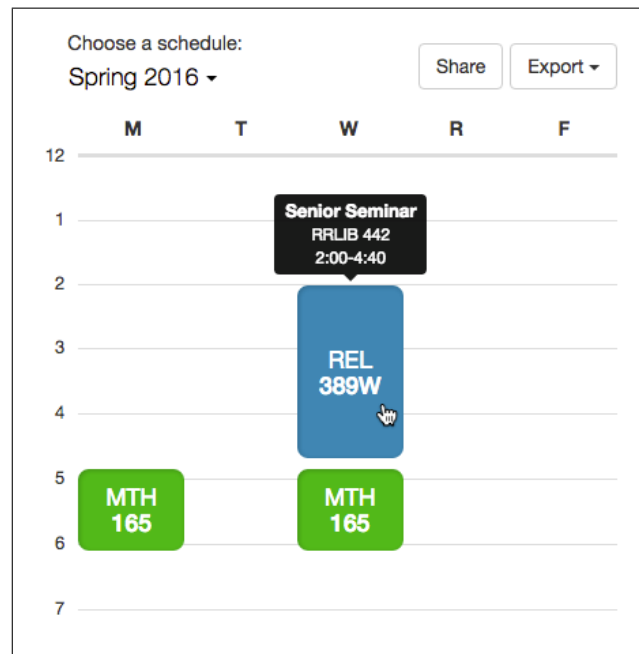 Choose a schedule:
Spring 2016
Share
Export
M T W R F
12
1
Senior Seminar
RRLIB 442
2:00-4:40
2
3
REL
389W
4
5
MTH
165
MTH
165
6
7